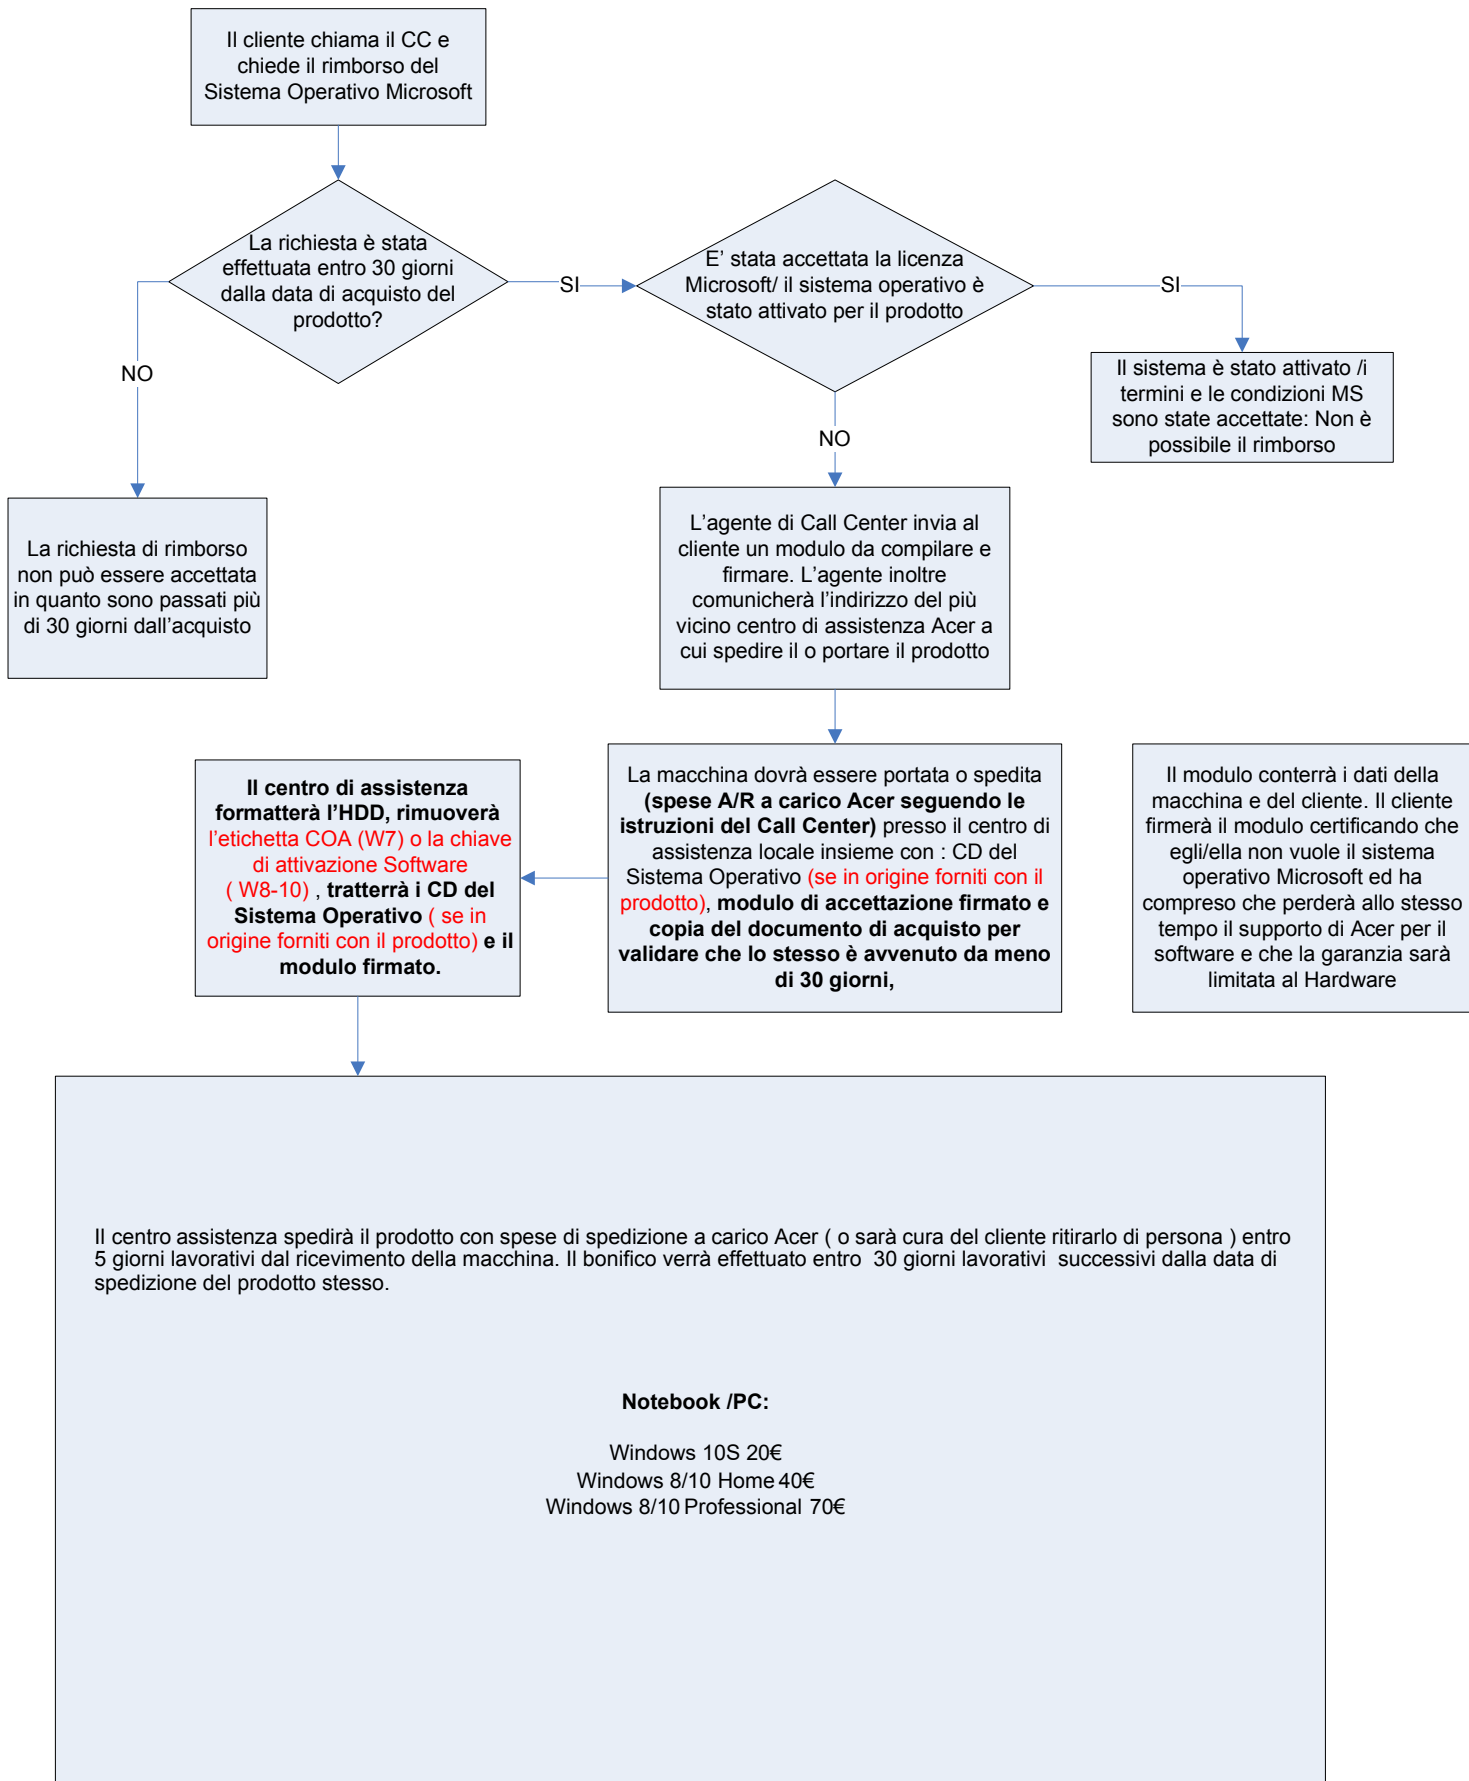 Il cliente chiama il CC e
chiede il rimborso del
Sistema Operativo Microsoft
La richiesta è stata
effettuata entro 30 giorni
dalla data di acquisto del
prodotto?
SI
E’ stata accettata la licenza
Microsoft/ il sistema operativo è
stato attivato per il prodotto
SI
NO
Il sistema è stato attivato /i
termini e le condizioni MS
sono state accettate: Non è
possibile il rimborso
NO
La richiesta di rimborso
non può essere accettata
in quanto sono passati più
di 30 giorni dall’acquisto
L’agente di Call Center invia al
cliente un modulo da compilare e
firmare. L’agente inoltre
comunicherà l’indirizzo del più
vicino centro di assistenza Acer a
cui spedire il o portare il prodotto
Il centro di assistenza
formatterà l’HDD, rimuoverà
l’etichetta COA (W7) o la chiave
di attivazione Software
( W8-10) , tratterrà i CD del
Sistema Operativo ( se in
origine forniti con il prodotto) e il
modulo firmato.
La macchina dovrà essere portata o spedita
(spese A/R a carico Acer seguendo le
istruzioni del Call Center) presso il centro di
assistenza locale insieme con : CD del
Sistema Operativo (se in origine forniti con il
prodotto), modulo di accettazione firmato e
copia del documento di acquisto per
validare che lo stesso è avvenuto da meno
di 30 giorni,
Il modulo conterrà i dati della
macchina e del cliente. Il cliente
firmerà il modulo certificando che
egli/ella non vuole il sistema
operativo Microsoft ed ha
compreso che perderà allo stesso
tempo il supporto di Acer per il
software e che la garanzia sarà
limitata al Hardware
Il centro assistenza spedirà il prodotto con spese di spedizione a carico Acer ( o sarà cura del cliente ritirarlo di persona ) entro
5 giorni lavorativi dal ricevimento della macchina. Il bonifico verrà effettuato entro 30 giorni lavorativi successivi dalla data di
spedizione del prodotto stesso.
Notebook /PC:
Windows 10S 20€
Windows 8/10 Home 40€
Windows 8/10 Professional 70€